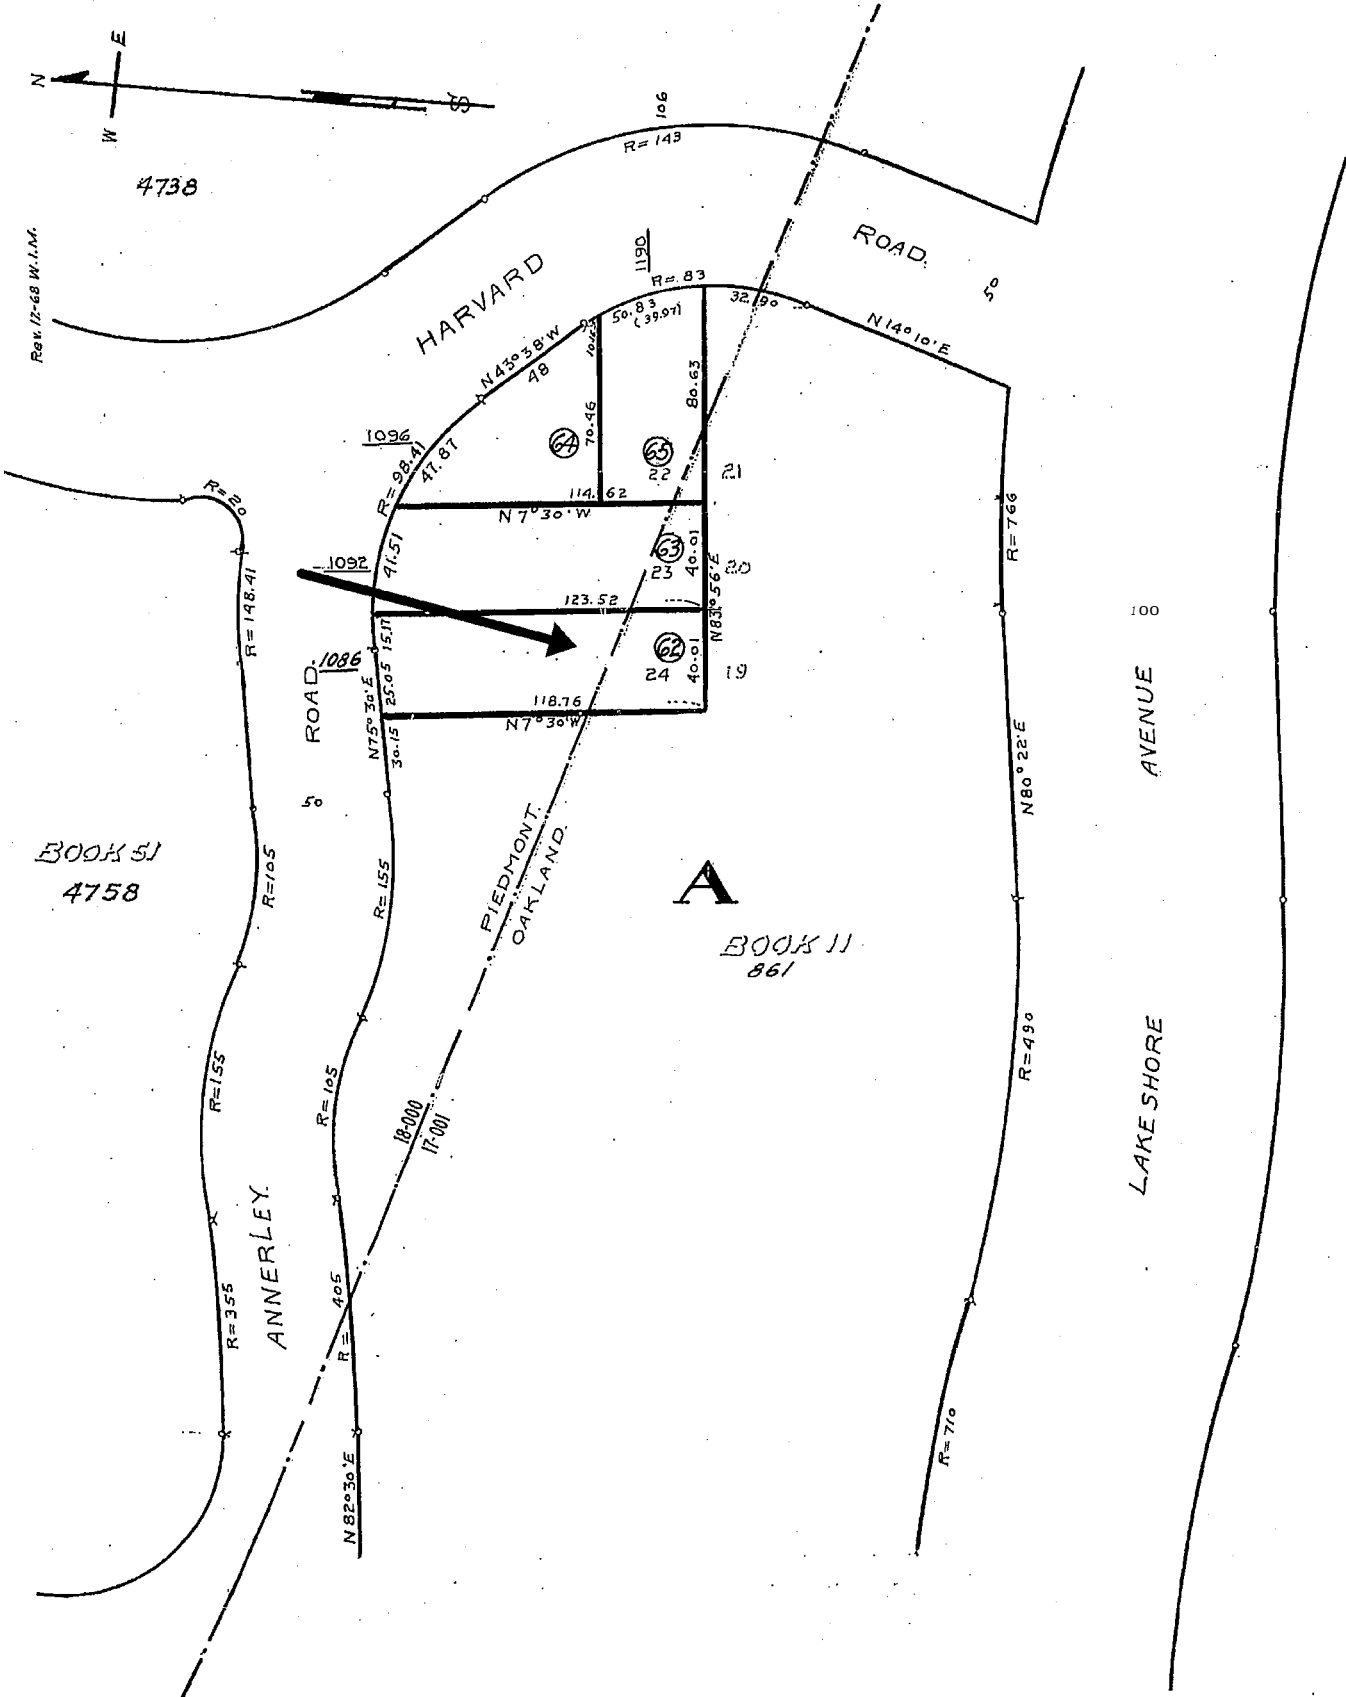 N
E
W
S
4738
Rev. 12-68 W.I.M.
106
R=143
HARVARD
ROAD.
50
1190
R=83
50.83
(39.97)
32.90
N 14° 10' E
N 43° 38' W
48
70.46
80.63
1096
R=98.41
47.87
64
65
22
21
114.62
N 7° 30' W
R=20
R=148.41
1092
41.51
63
23
40.01
20
N83°56'E
123.52
15.17
1086
25.05
N75°30'E
30.15
62
24
40.01
19
118.76
N 7° 30' W
ROAD.
50
R=766
100
AVENUE
N80°22'E
BOOK 51
4758
R=105
R=155
PIEDMONT.
OAKLAND.
A
BOOK 11
861
R=155
R=105
18-000
17-001
R=490
LAKE SHORE
ANNERLEY.
R=355
R= 405
N82°30'E
R=710